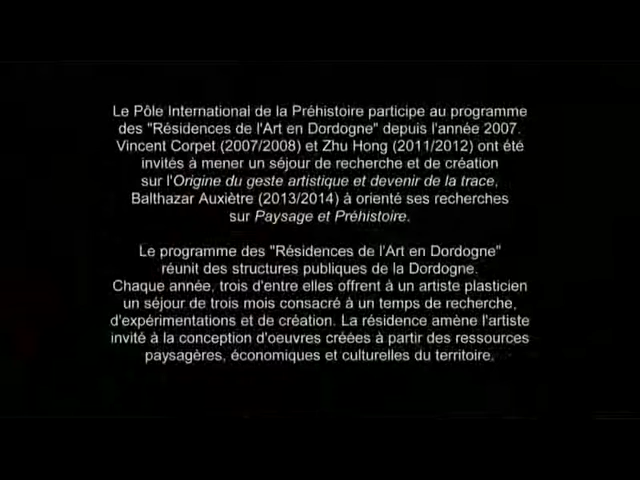 Le Pôle International de la Préhistoire participe au programme
des "Résidences de l'Art en Dordogne" depuis l'année 2007.
Vincent Corpet (2007/2008) et Zhu Hong (2011/2012) ont été
invités à mener un séjour de recherche et de création
sur l'Origine du geste artistique et devenir de la trace,
Balthazar Auxiètre (2013/2014) à orienté ses recherches
sur Paysage et Préhistoire.
Le programme des "Résidences de l'Art en Dordogne"
réunit des structures publiques de la Dordogne.
Chaque année, trois d'entre elles offrent à un artiste plasticien
un séjour de trois mois consacré à un temps de recherche,
d'expérimentations et de création. La résidence amène l'artiste
invité à la conception d'oeuvres créées à partir des ressources
paysagères, économiques et culturelles du territoire.